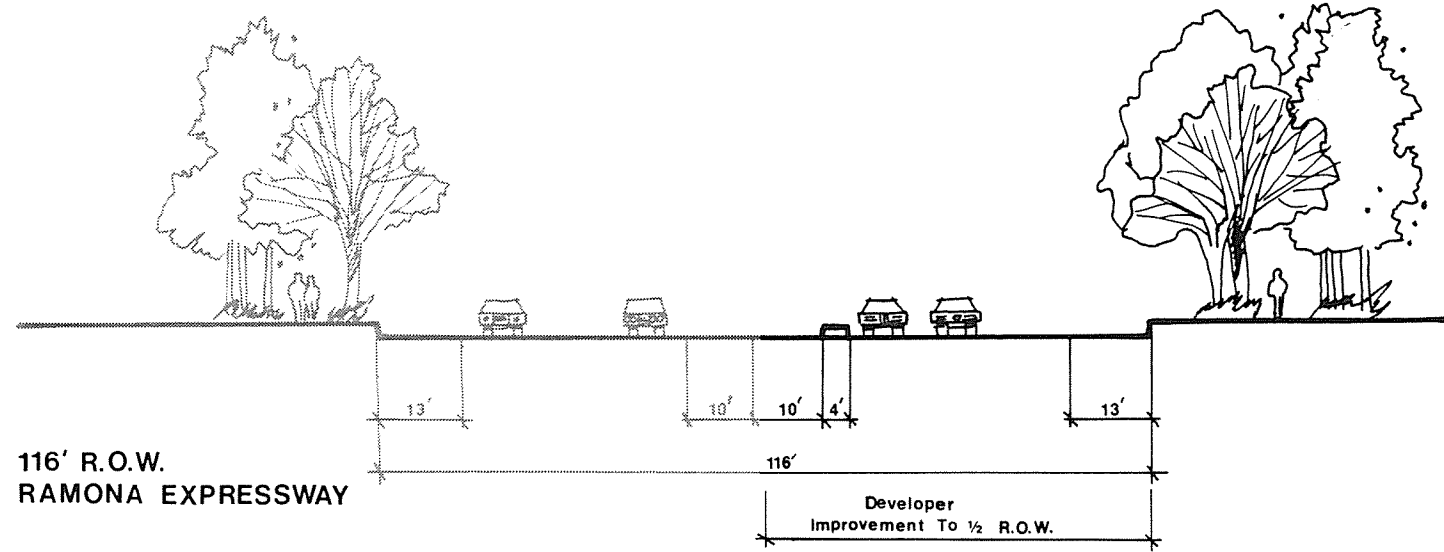 13'
10'
10'
4'
13'
116'
116' R.O.W.
RAMONA EXPRESSWAY
Developer
Improvement To ½ R.O.W.